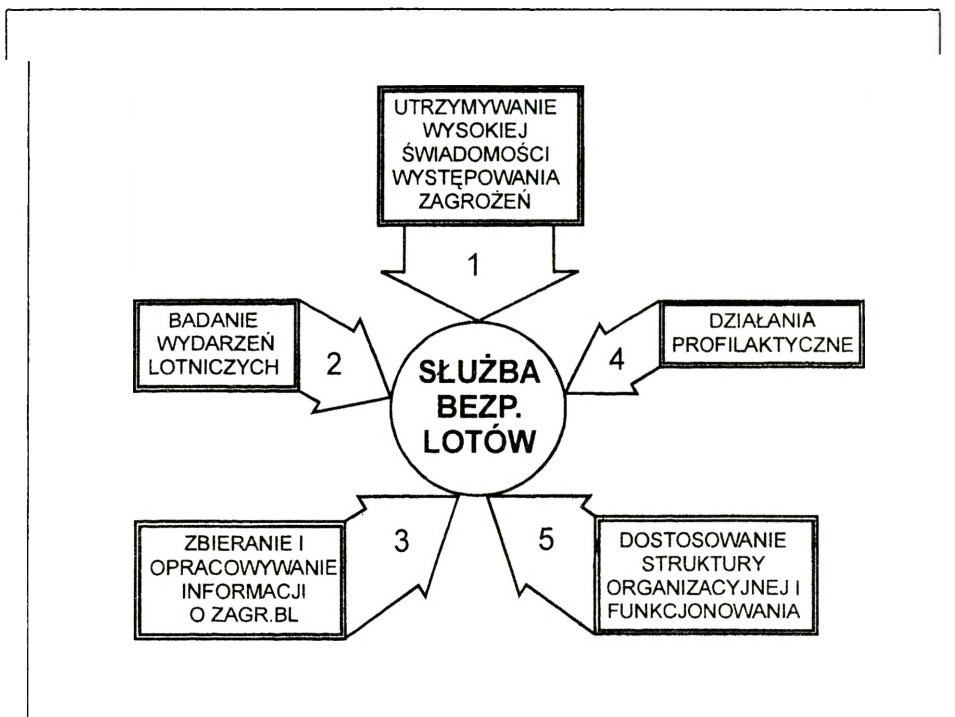 UTRZYMYWANIE
WYSOKIEJ
ŚWIADOMOŚCI
WYSTĘPOWANIA
ZAGROŻEŃ
1
BADANIE
WYDARZEŃ
LOTNICZYCH
2
DZIAŁANIA
PROFILAKTYCZNE
4
SŁUŻBA
BEZP.
LOTÓW
ZBIERANIE I
OPRACOWYWANIE
INFORMACJI
O ZAGR.BL
3
5
DOSTOSOWANIE
STRUKTURY
ORGANIZACYJNEJ I
FUNKCJONOWANIA